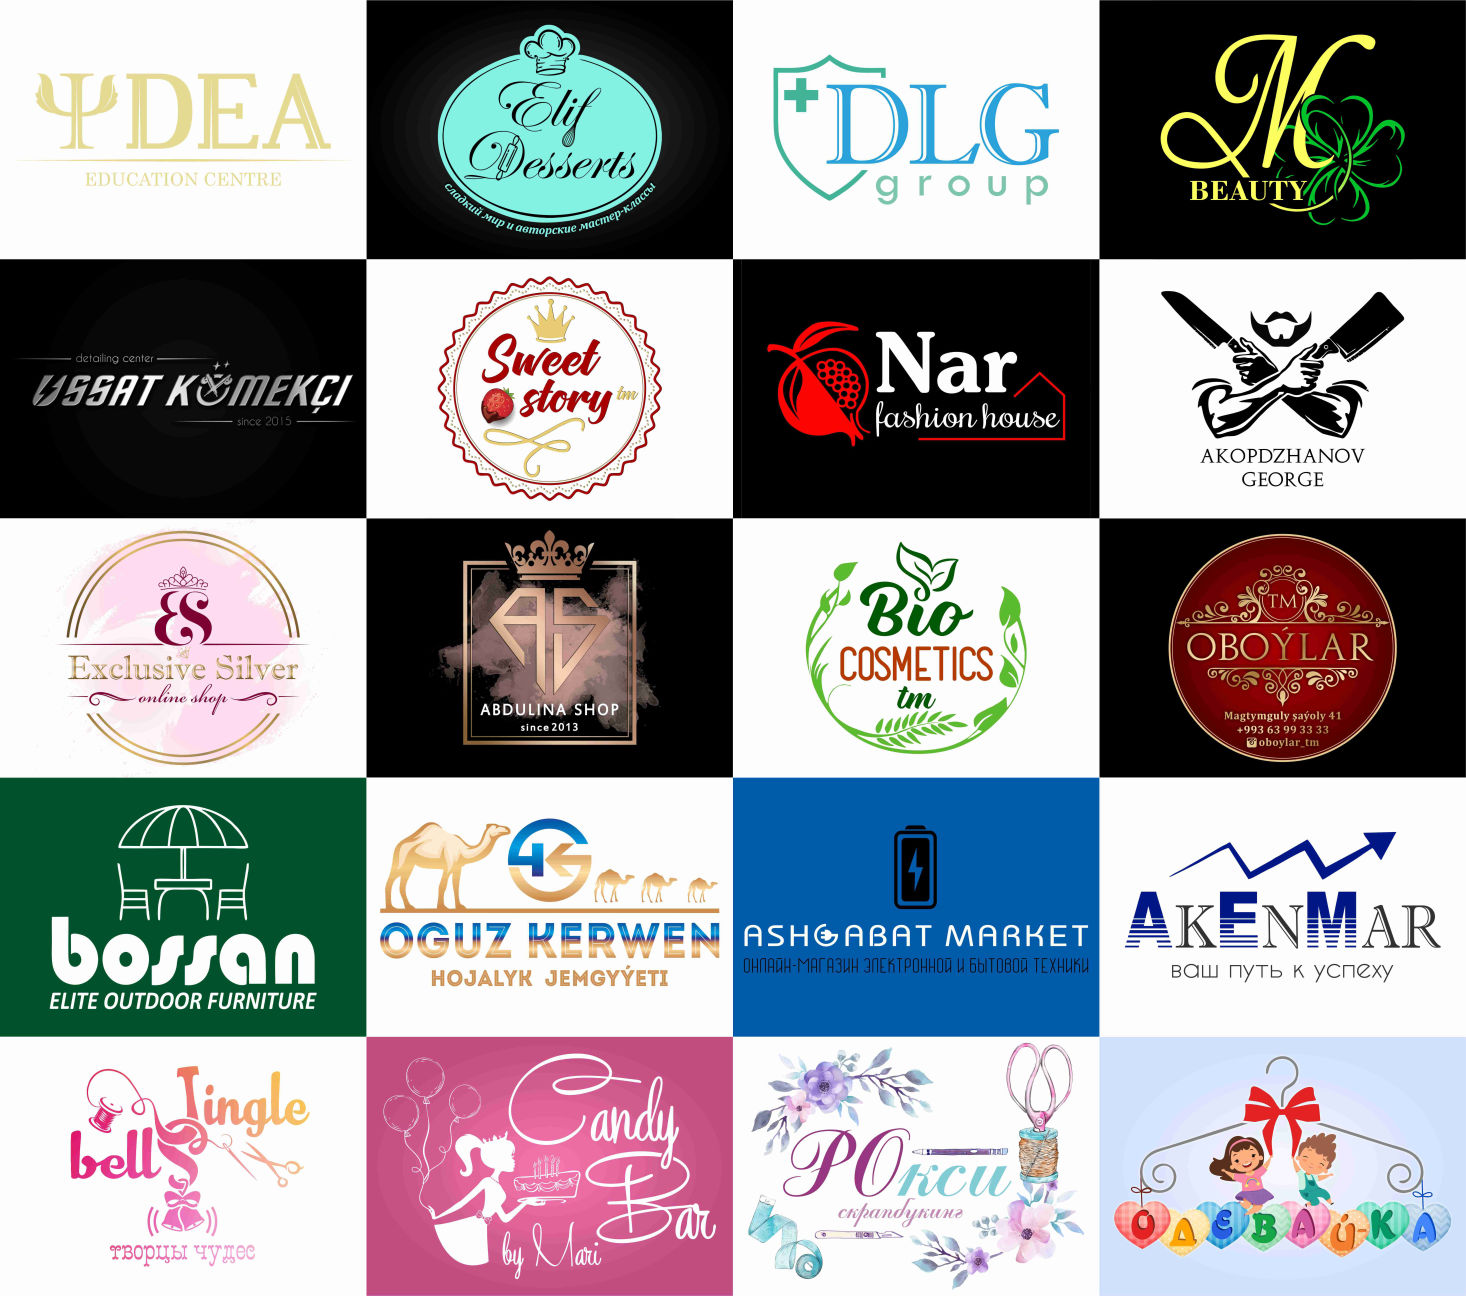 ΨDEA
EDUCATION CENTRE
Elif
Desserts
сладкий мир и авторские мастер-классы
DLG
group
M
BEAUTY
detailing center
USSAT KÖMEKÇI
since 2015
Sweet
story tm
Nar
fashion house
AKOPDZHANOV
GEORGE
ES
Exclusive Silver
online shop
AS
ABDULINA SHOP
since 2013
Bio
COSMETICS
tm
TM
OBOÝLAR
Magtymguly şaýoly 41
+993 63 99 33 33
oboylar_tm
bossan
ELITE OUTDOOR FURNITURE
OGUZ KERWEN
HOJALYK JEMGYÝETI
ASHGABAT MARKET
ОНЛАЙН-МАГАЗИН ЭЛЕКТРОННОЙ И БЫТОВОЙ ТЕХНИКИ
AKENMAR
ваш путь к успеху
Jingle
bells
творцы чудес
Candy
Bar
by Mari
РОкси
скрапбукинг
ОДЕВАЙ-КА